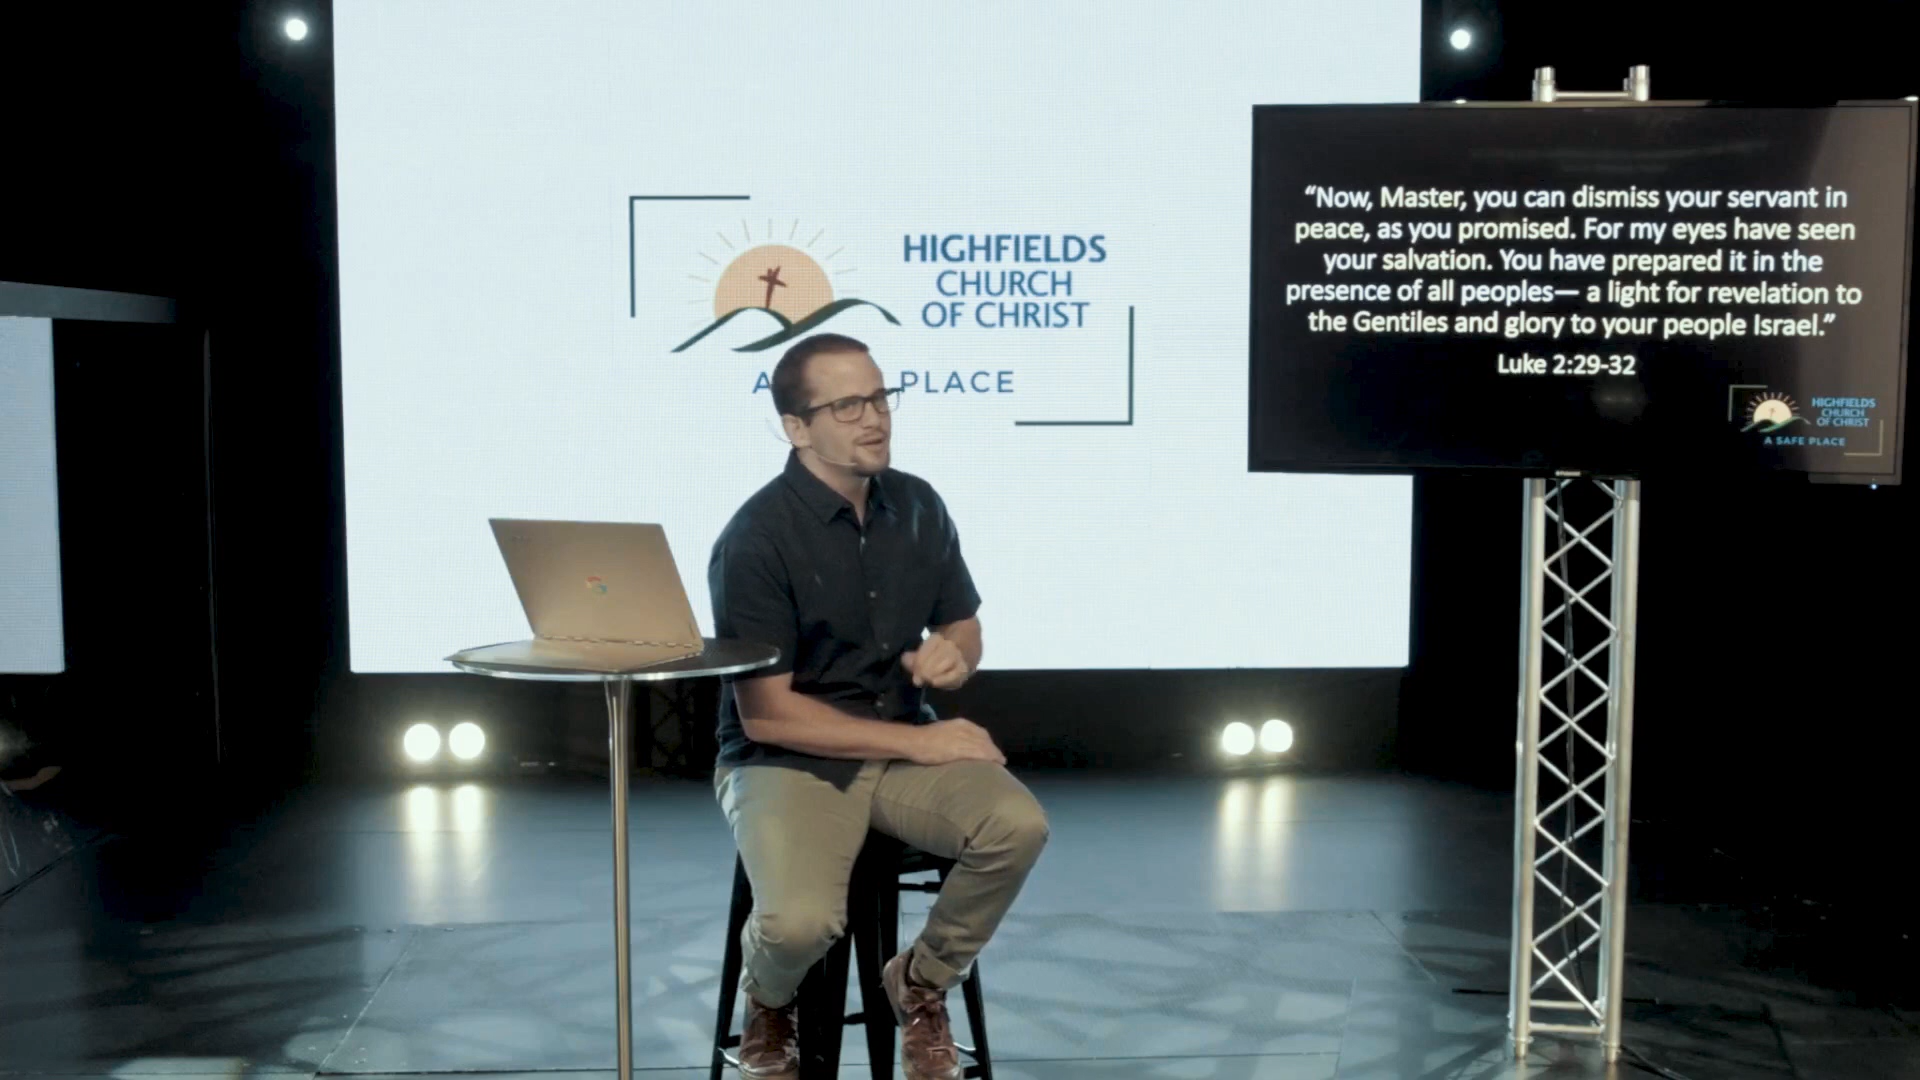 HIGHFIELDS
CHURCH
OF CHRIST
A PLACE
“Now, Master, you can dismiss your servant in
peace, as you promised. For my eyes have seen
your salvation. You have prepared it in the
presence of all peoples— a light for revelation to
the Gentiles and glory to your people Israel.”
Luke 2:29-32
HIGHFIELDS
CHURCH
OF CHRIST
A SAFE PLACE